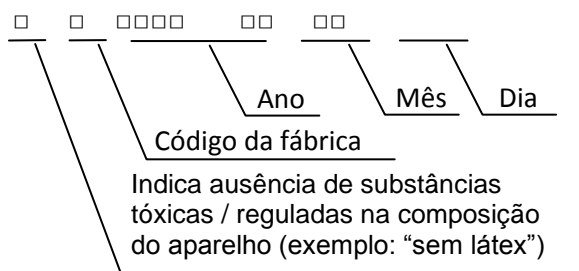 □ □ □□□□ □□ □□
Ano Mês Dia
Código da fábrica
Indica ausência de substâncias
tóxicas / reguladas na composição
do aparelho (exemplo: “sem látex”)